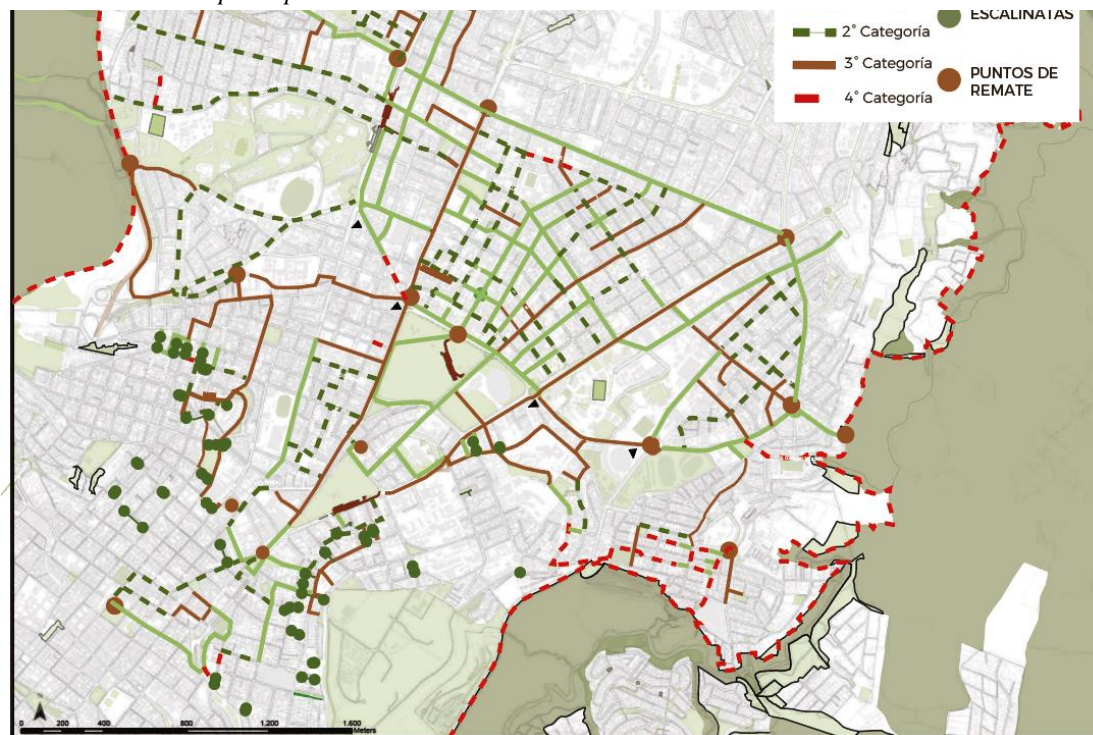 ESCALINATAS
2° Categoría
3° Categoría
PUNTOS DE
REMATE
4° Categoría
0 200 400 800 1.200 1.600
Meters